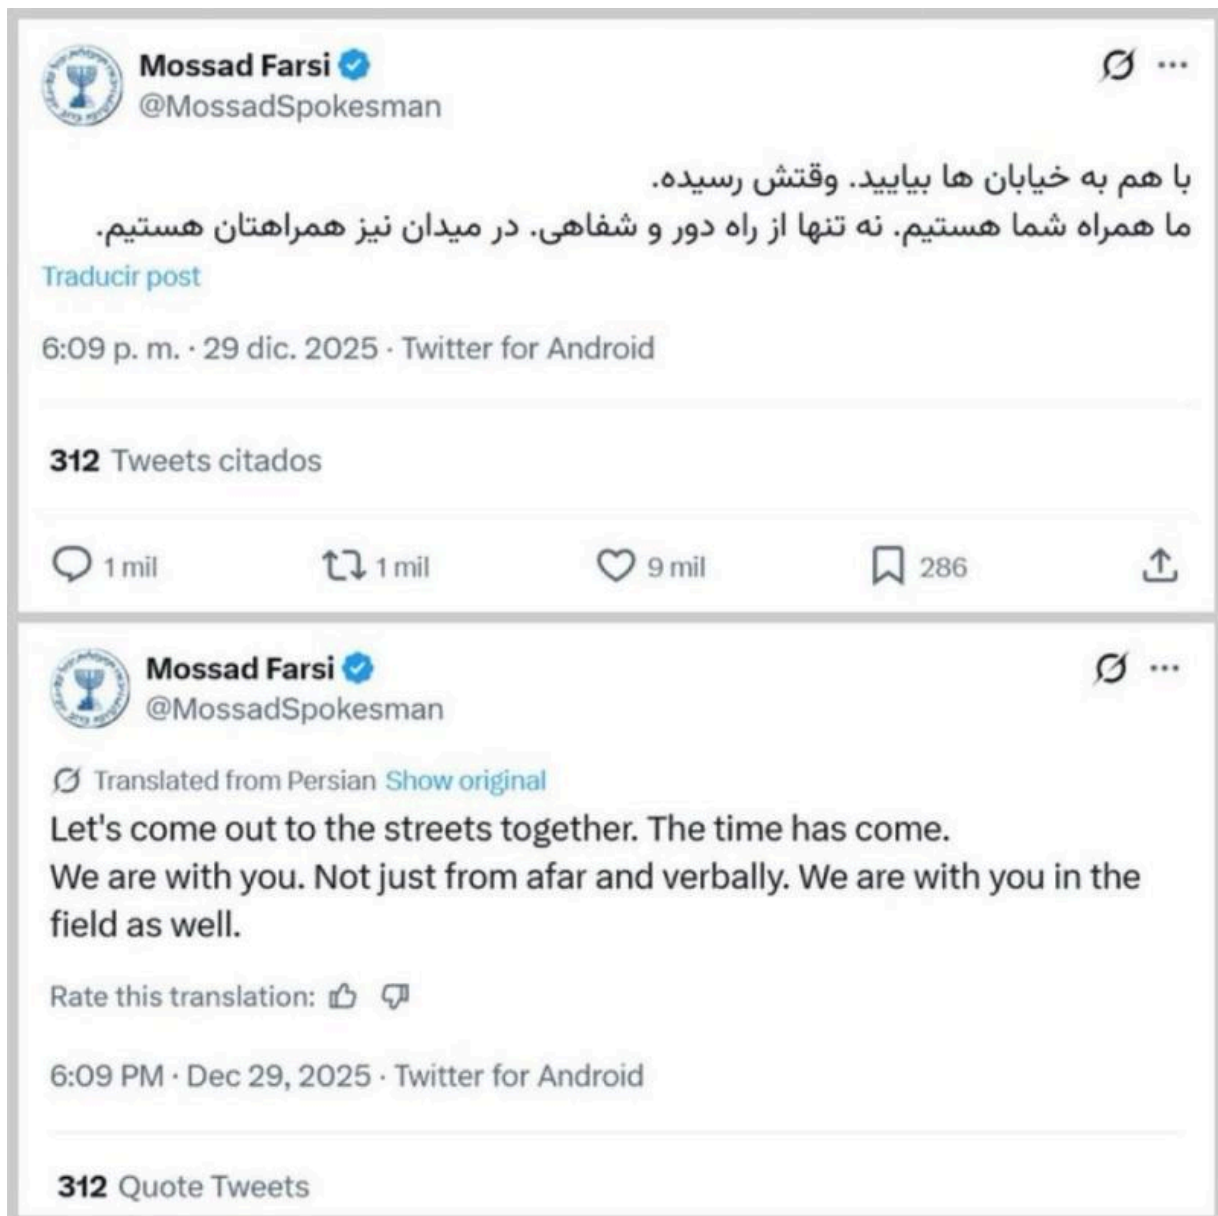 Mossad Farsi
@MossadSpokesman
با هم به خیابان ها بیایید. وقتش رسیده.
ما همراه شما هستیم. نه تنها از راه دور و شفاهی. در میدان نیز همراهتان هستیم.
Traducir post
6:09 p. m. · 29 dic. 2025 · Twitter for Android
312 Tweets citados
1 mil 1 mil 9 mil 286
Mossad Farsi
@MossadSpokesman
Translated from Persian Show original
Let's come out to the streets together. The time has come.
We are with you. Not just from afar and verbally. We are with you in the
field as well.
Rate this translation:
6:09 PM · Dec 29, 2025 · Twitter for Android
312 Quote Tweets